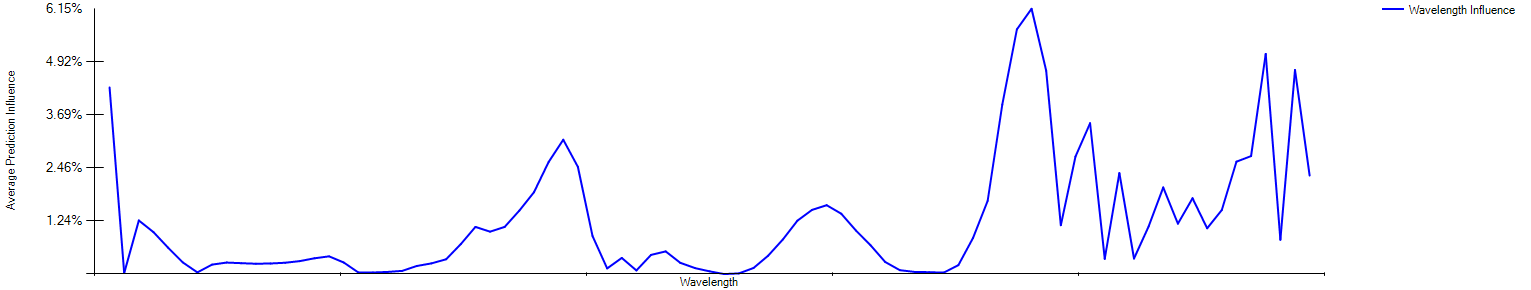 6.15%
Wavelength Influence
4.92%
3.69%
2.46%
1.24%
Average Prediction Influence
Wavelength